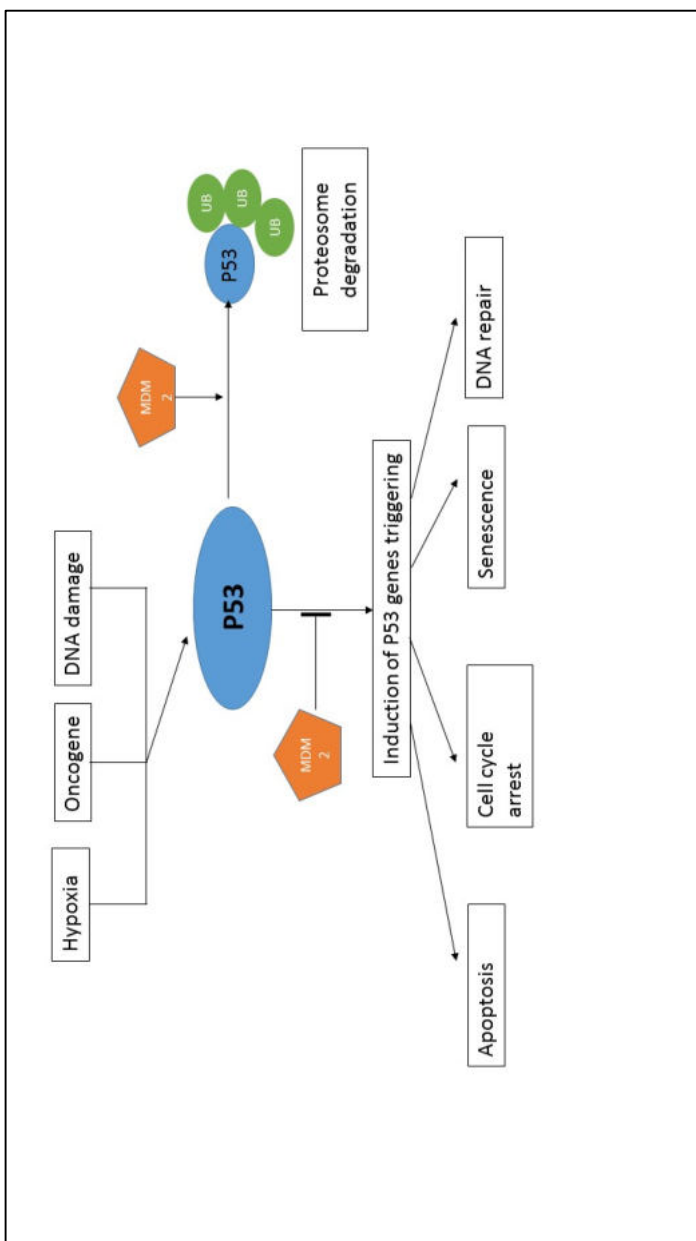 Hypoxia
Oncogene
DNA damage
MDM
2
P53
P53
UB
UB
UB
Proteosome
degradation
MDM
2
Induction of P53 genes triggering
Apoptosis
Cell cycle
arrest
Senescence
DNA repair